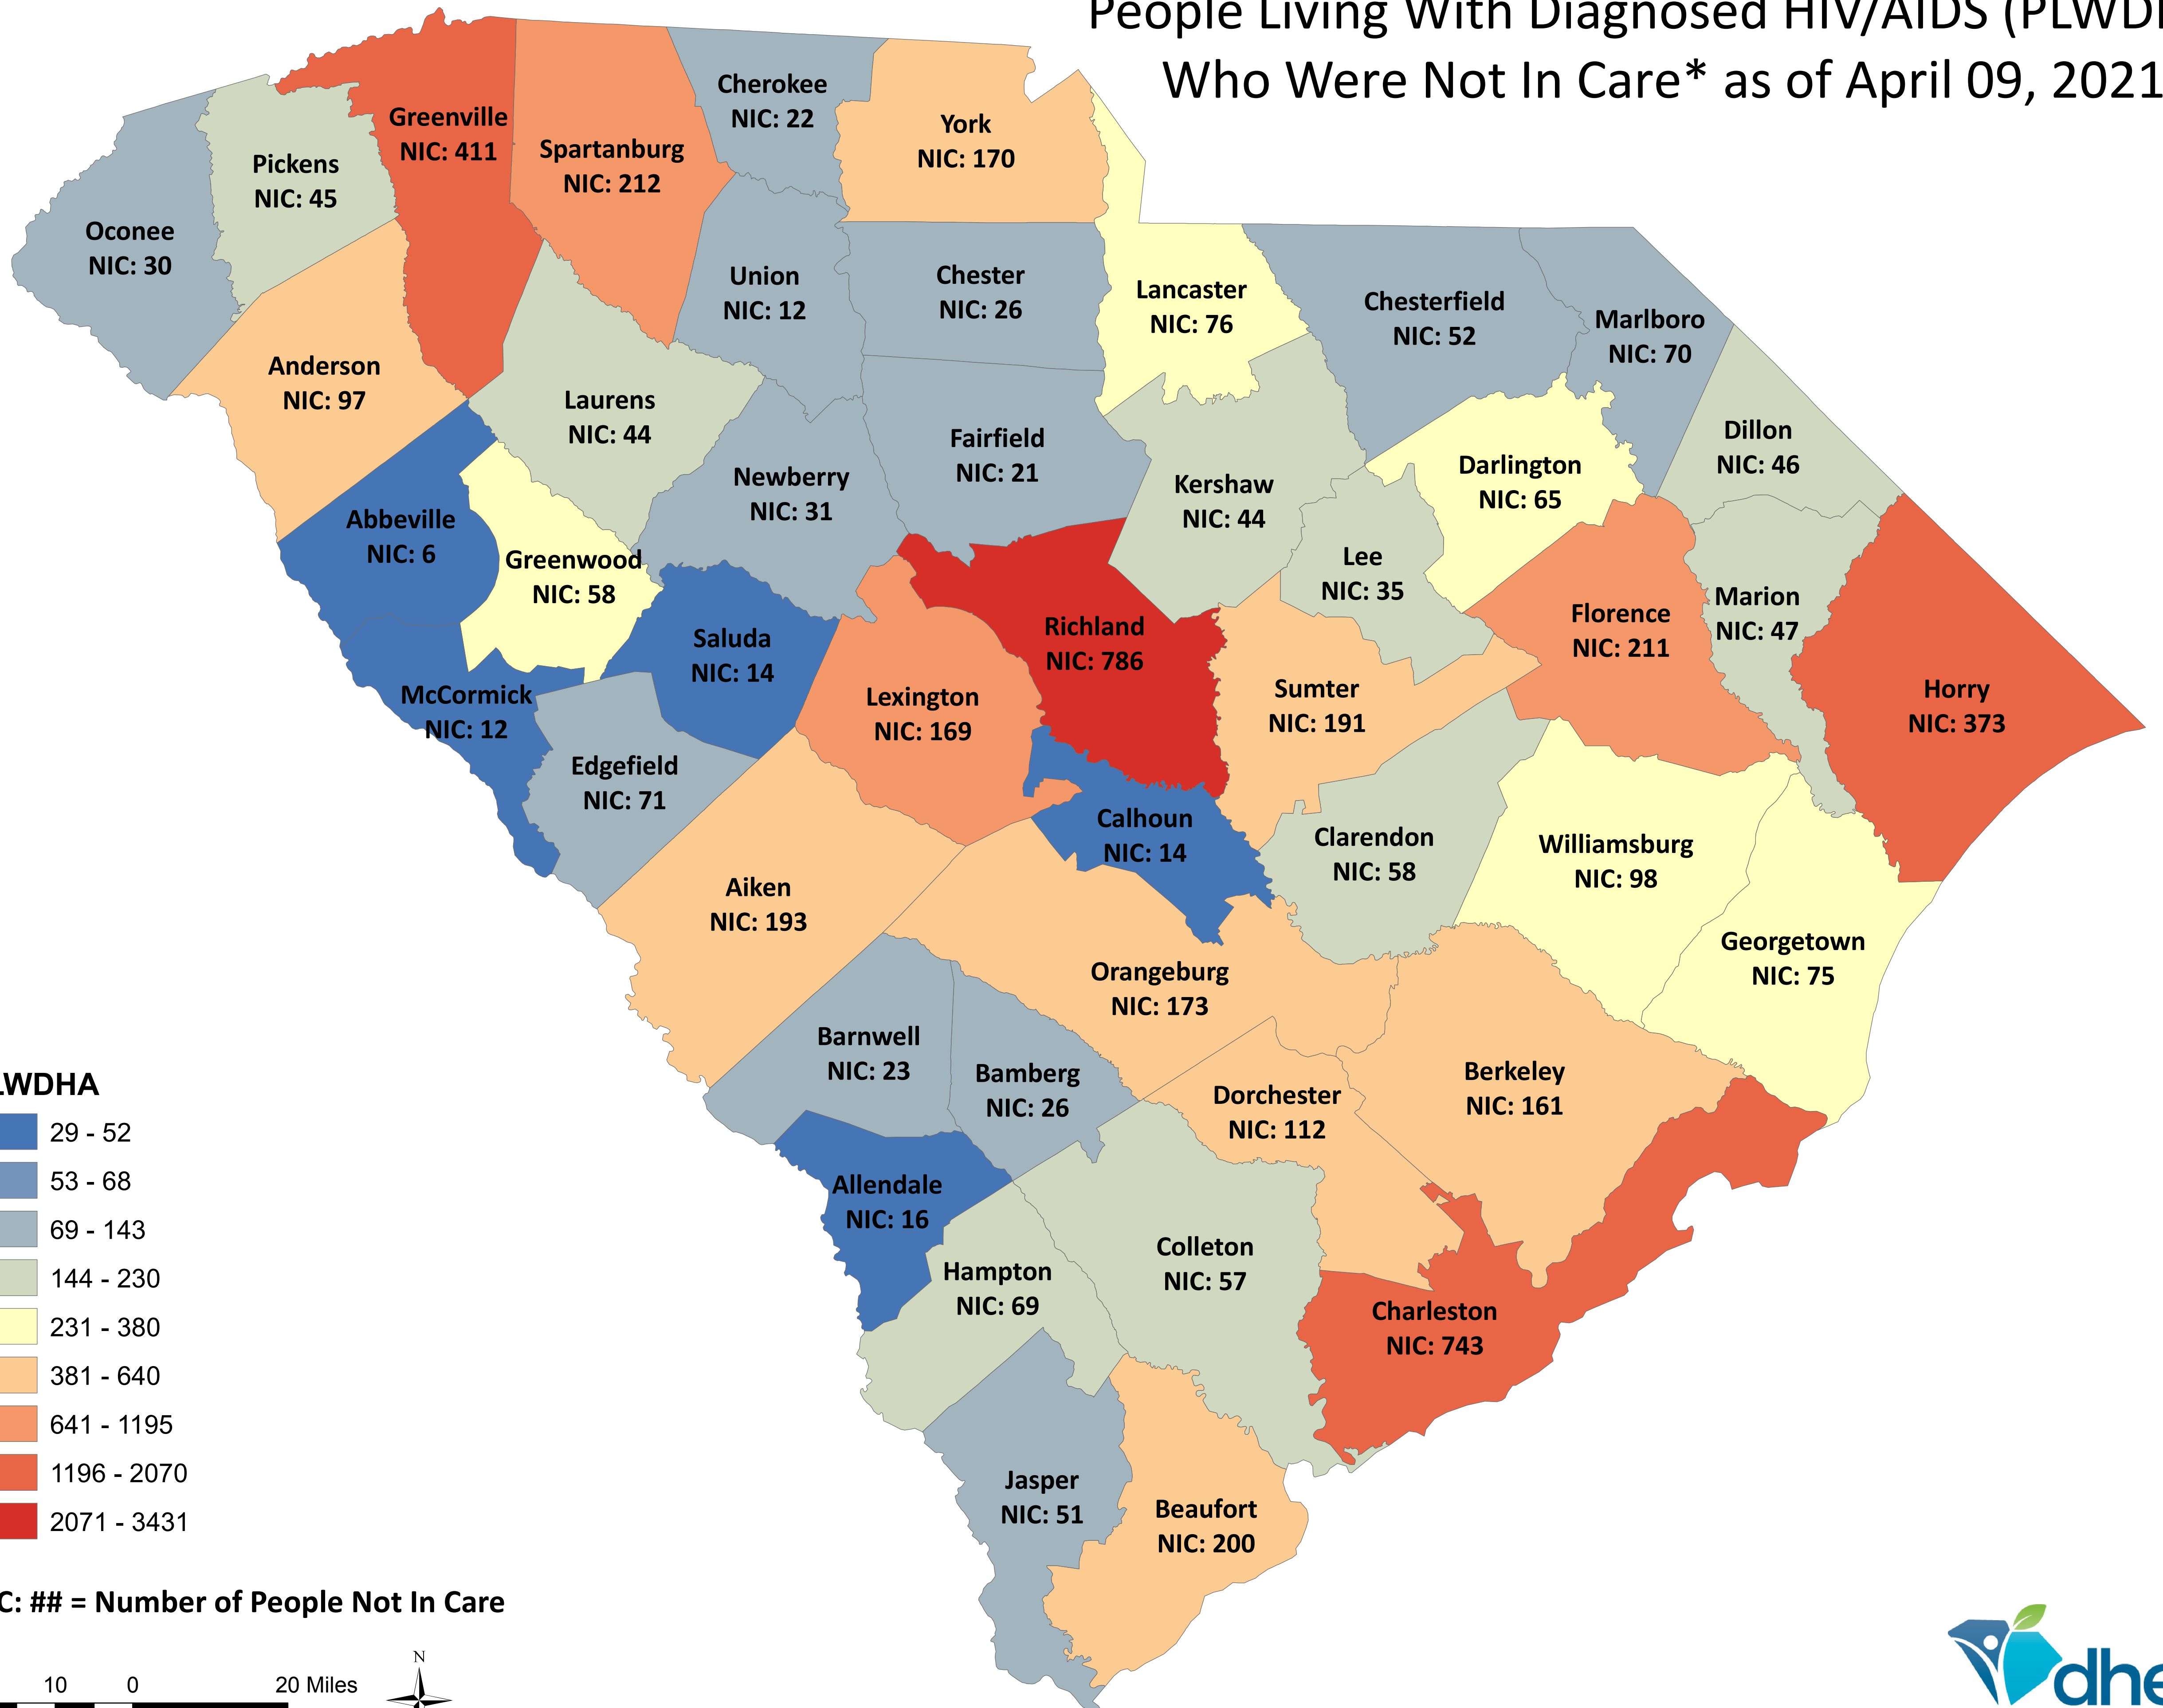 People Living With Diagnosed HIV/AIDS (PLWD
Who Were Not In Care* as of April 09, 2021
Cherokee
NIC: 22
York
NIC: 170
Greenville
NIC: 411
Spartanburg
NIC: 212
Pickens
NIC: 45
Oconee
NIC: 30
Union
NIC: 12
Chester
NIC: 26
Lancaster
NIC: 76
Chesterfield
NIC: 52
Marlboro
NIC: 70
Anderson
NIC: 97
Laurens
NIC: 44
Newberry
NIC: 31
Fairfield
NIC: 21
Kershaw
NIC: 44
Darlington
NIC: 65
Dillon
NIC: 46
Abbeville
NIC: 6
Greenwood
NIC: 58
Lee
NIC: 35
Marion
NIC: 47
Florence
NIC: 211
Saluda
NIC: 14
Richland
NIC: 786
McCormick
NIC: 12
Lexington
NIC: 169
Sumter
NIC: 191
Horry
NIC: 373
Edgefield
NIC: 71
Calhoun
NIC: 14
Clarendon
NIC: 58
Williamsburg
NIC: 98
Aiken
NIC: 193
Georgetown
NIC: 75
Orangeburg
NIC: 173
Barnwell
NIC: 23
Bamberg
NIC: 26
Dorchester
NIC: 112
Berkeley
NIC: 161
Allendale
NIC: 16
Hampton
NIC: 69
Colleton
NIC: 57
Charleston
NIC: 743
Jasper
NIC: 51
Beaufort
NIC: 200
LWDHA
29 - 52
53 - 68
69 - 143
144 - 230
231 - 380
381 - 640
641 - 1195
1196 - 2070
2071 - 3431
C: ## = Number of People Not In Care
N
10 0 20 Miles
dhe